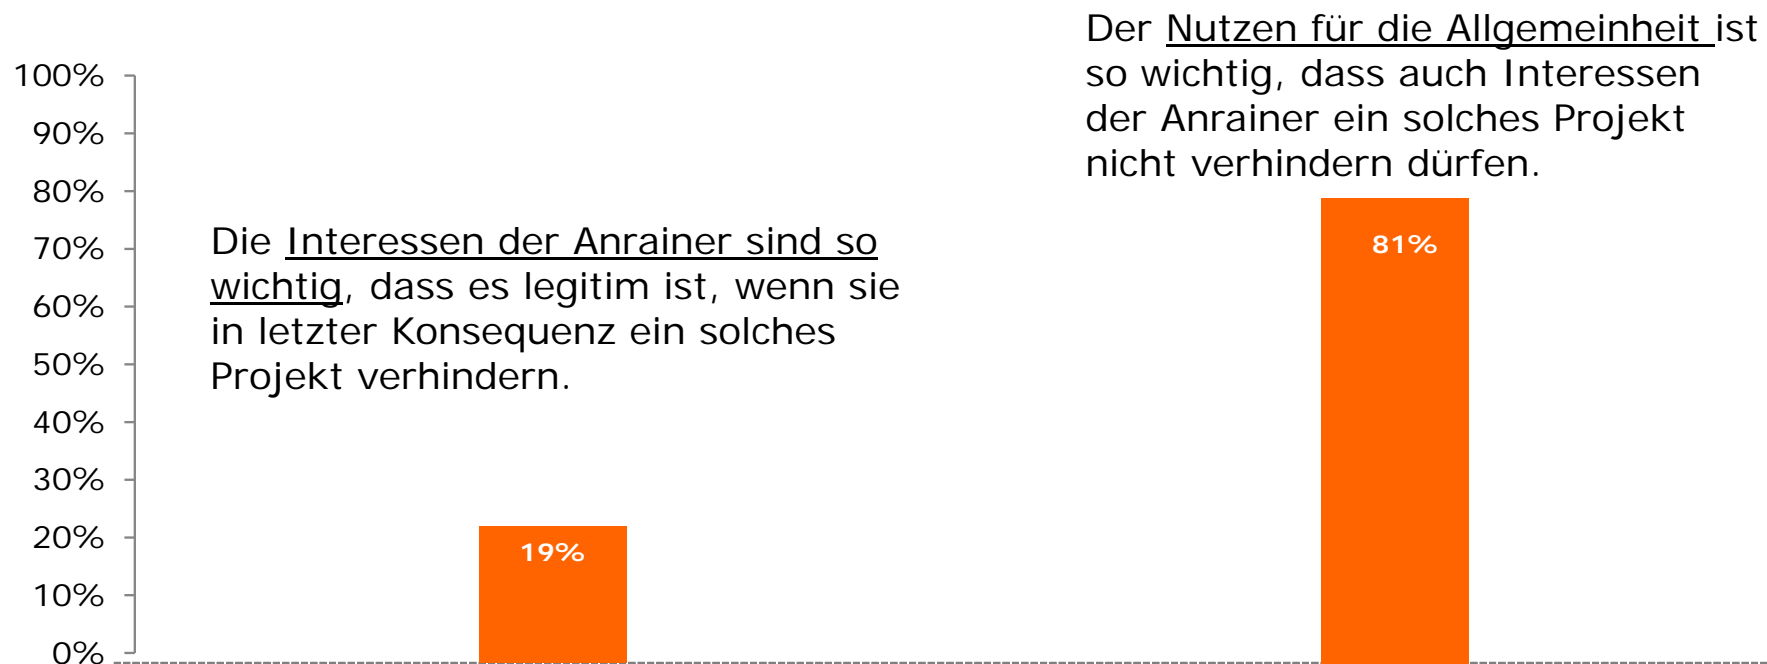 Der Nutzen für die Allgemeinheit ist
so wichtig, dass auch Interessen
der Anrainer ein solches Projekt
nicht verhindern dürfen.
100%
90%
80%
70%
60%
50%
40%
30%
20%
10%
0%
Die Interessen der Anrainer sind so
wichtig, dass es legitim ist, wenn sie
in letzter Konsequenz ein solches
Projekt verhindern.
81%
19%